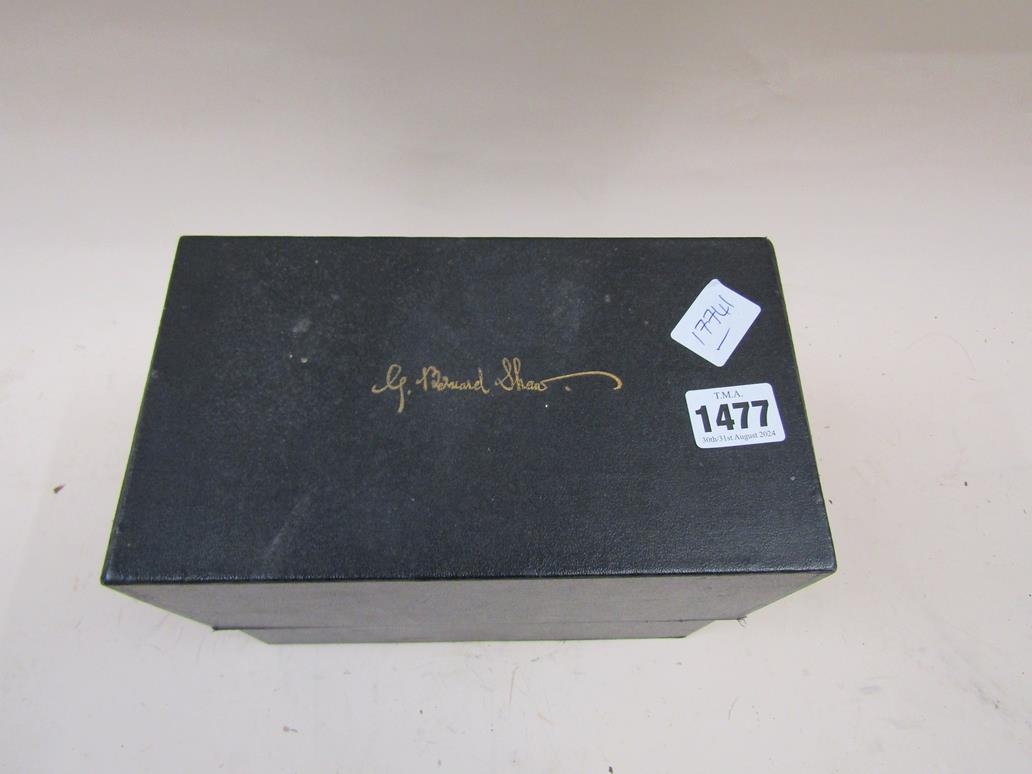 G. Bernard Shaw
17741
T.M.A.
1477
30th/31st August 2024